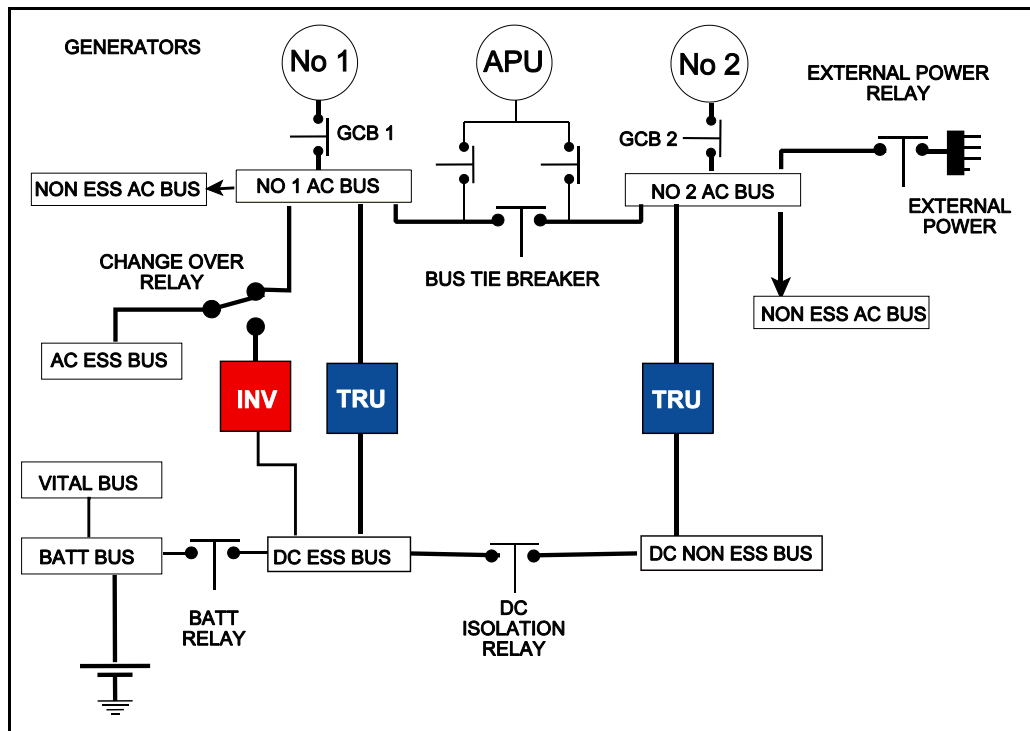 GENERATORS
No 1
APU
No 2
EXTERNAL POWER
RELAY
GCB 1
GCB 2
NON ESS AC BUS
NO 1 AC BUS
NO 2 AC BUS
EXTERNAL
POWER
CHANGE OVER
RELAY
BUS TIE BREAKER
NON ESS AC BUS
AC ESS BUS
INV
TRU
TRU
VITAL BUS
BATT BUS
DC ESS BUS
DC NON ESS BUS
BATT
RELAY
DC
ISOLATION
RELAY